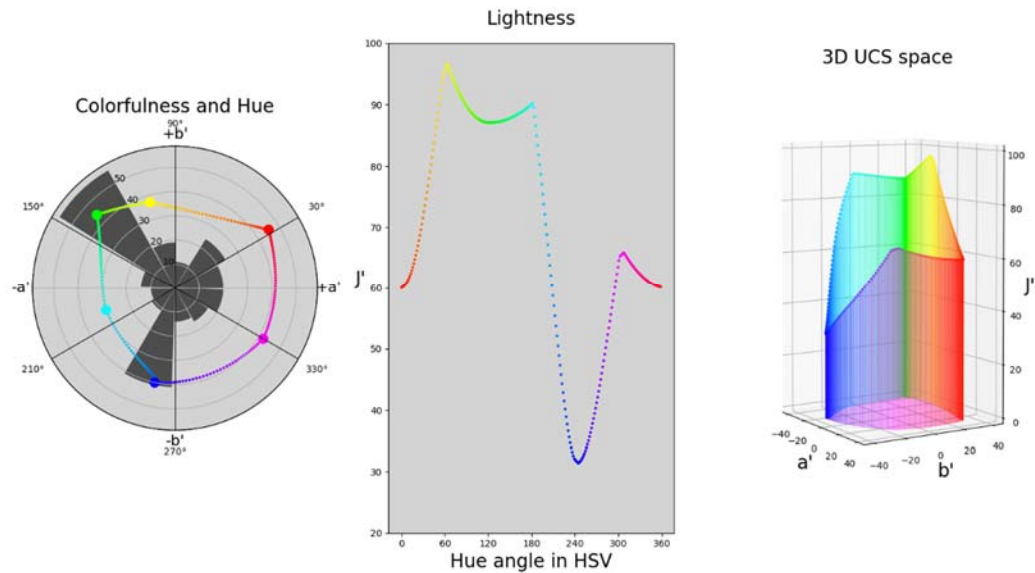 Colorfulness and Hue
90°
+b'
150°
30°
50
40
30
20
10
-a'
+a'
210°
330°
-b'
270°
Lightness
100
90
80
70
60
50
40
30
20
J'
0 60 120 180 240 300 360
Hue angle in HSV
3D UCS space
100
80
60
40
20
0
J'
−40 −20 0 20 40
a'
−40 −20 0 20 40
b'